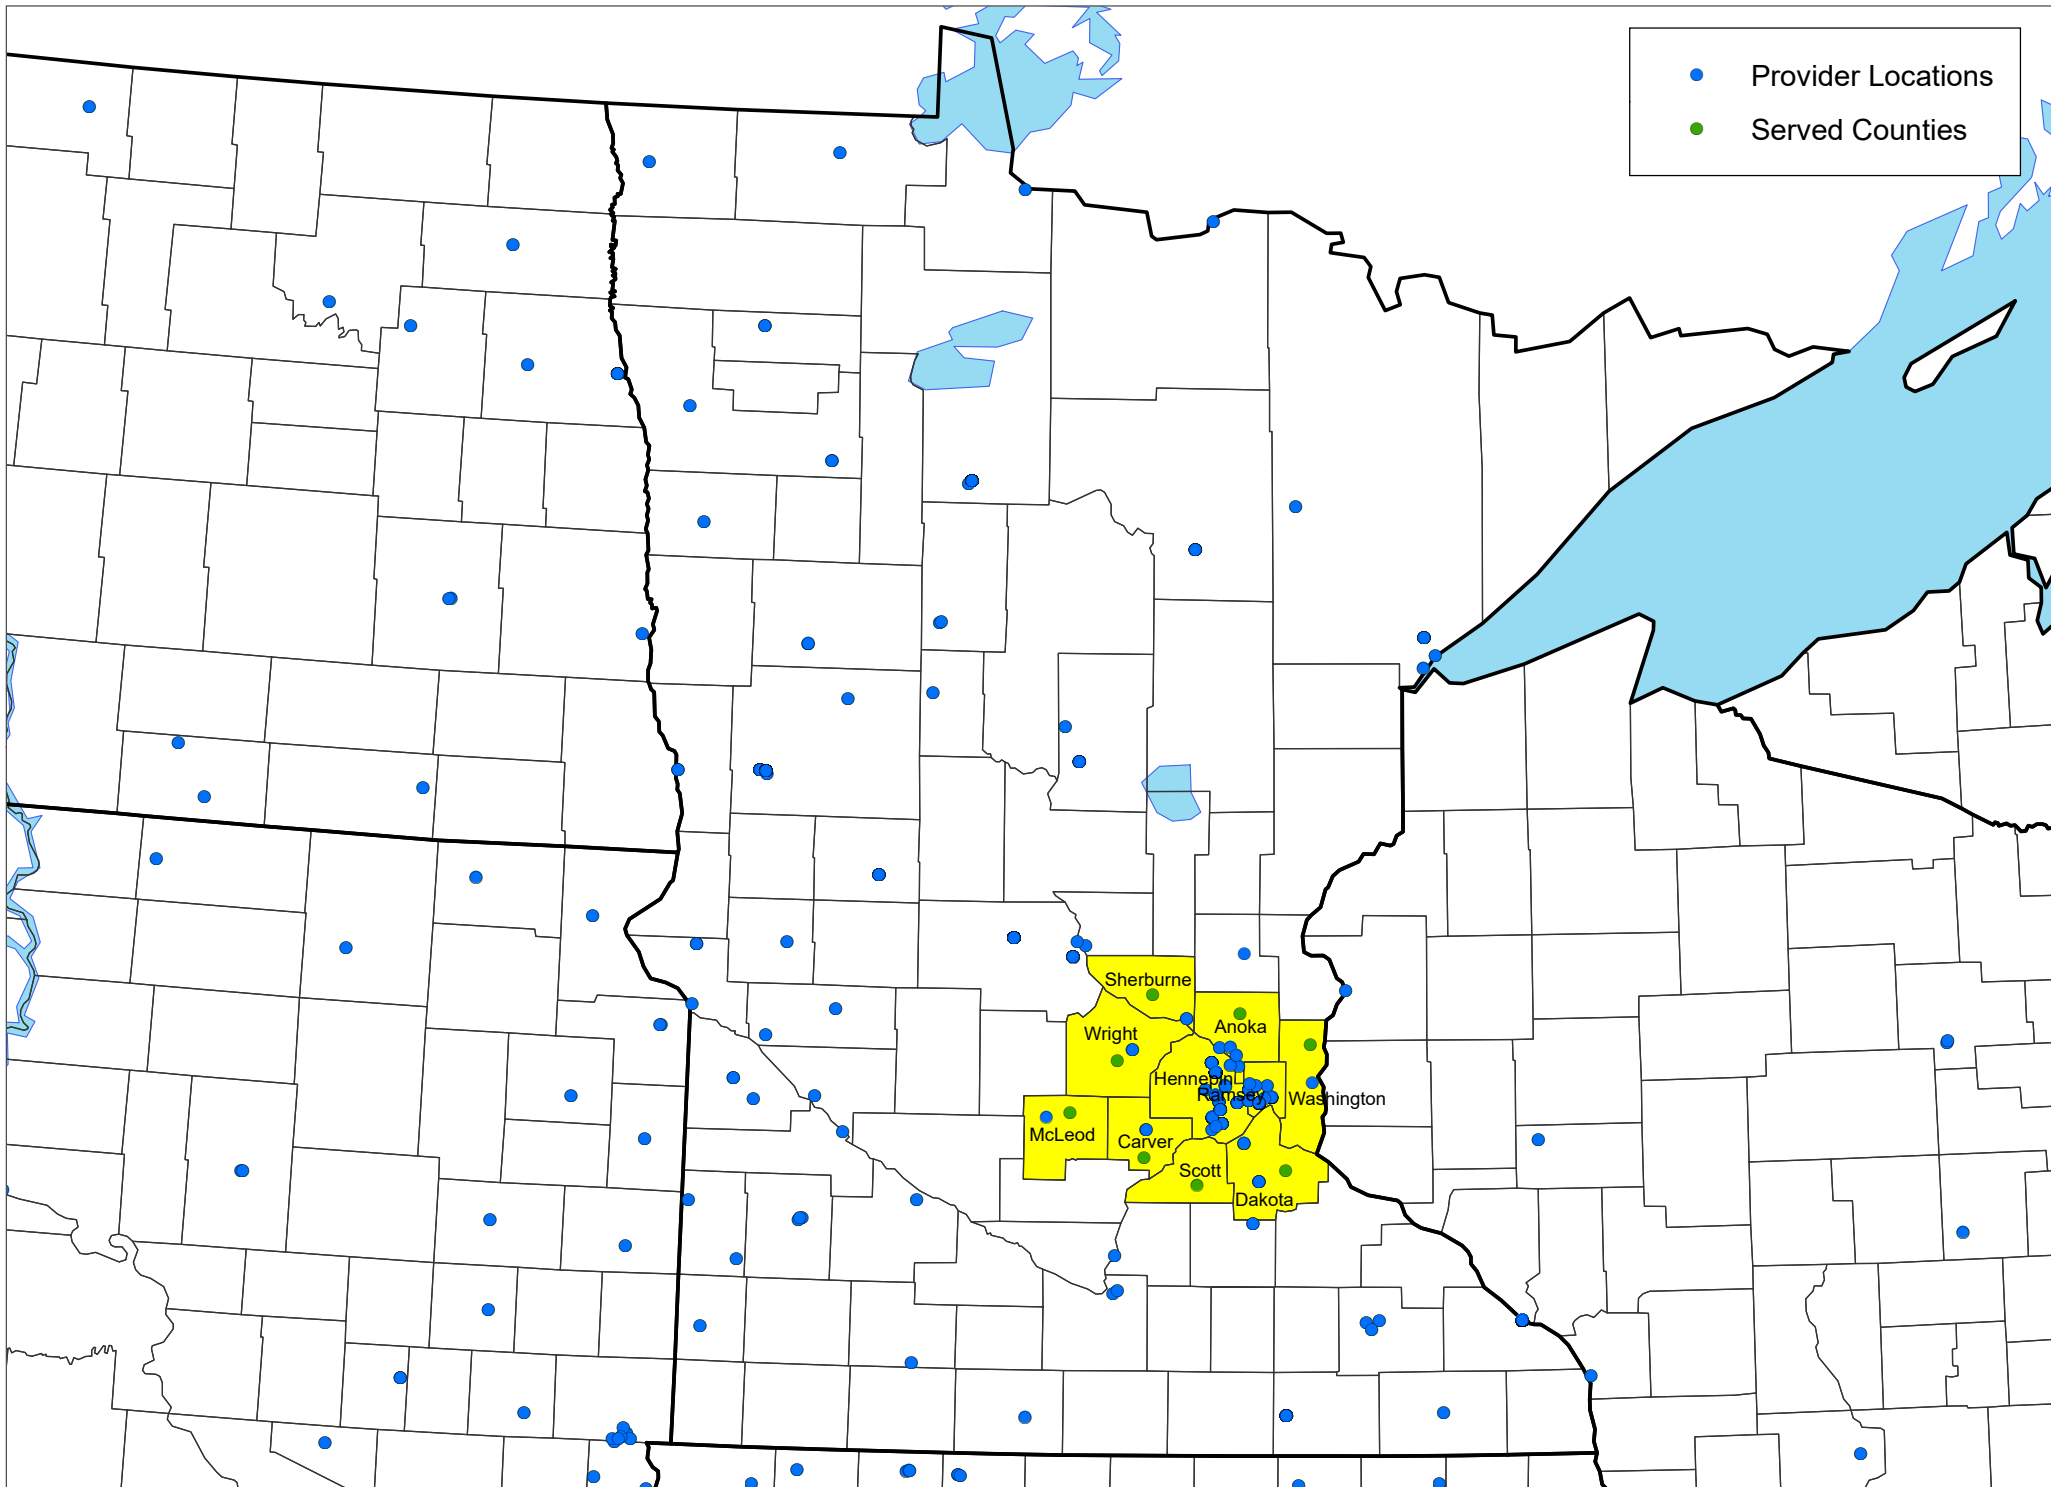 Provider Locations
Served Counties
Sherburne
Anoka
Wright
Hennepin
Ramsey
Washington
McLeod
Carver
Scott
Dakota